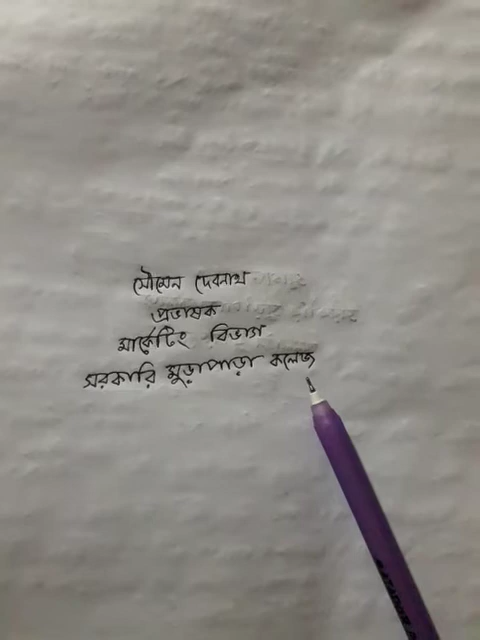 সৌমেন দেবনাথ
প্রভাষক
মার্কেটিং বিভাগ
সরকারি মুড়াপাড়া কলেজ